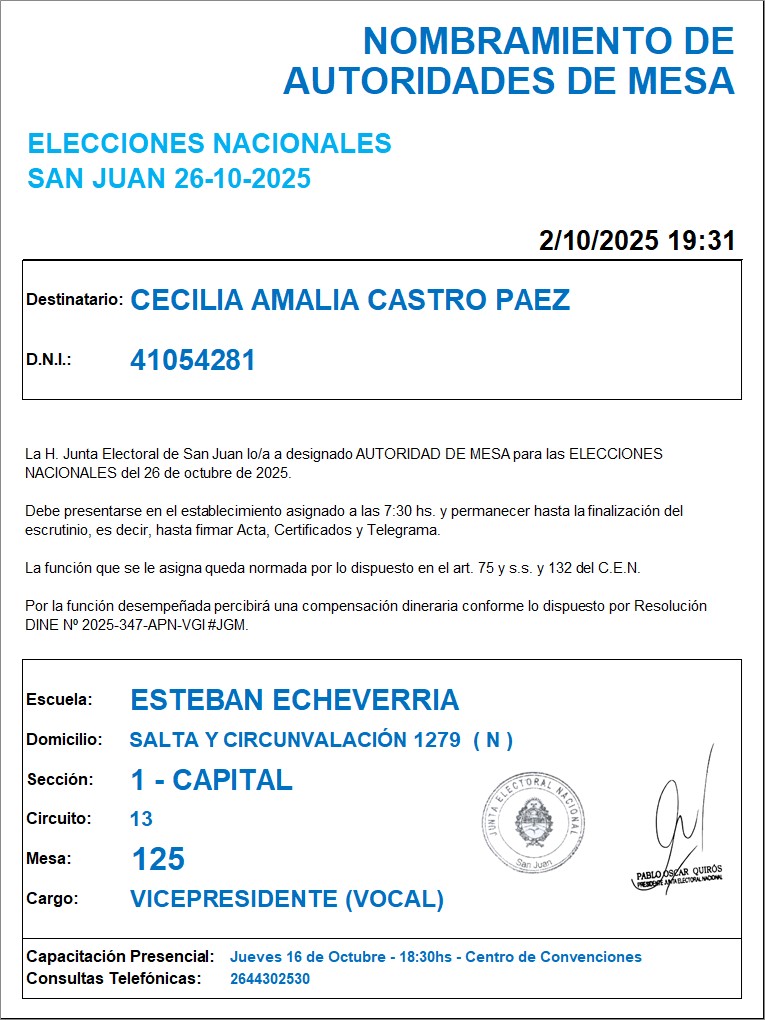 NOMBRAMIENTO DE
AUTORIDADES DE MESA
ELECCIONES NACIONALES
SAN JUAN 26-10-2025
2/10/2025 19:31
Destinatario: CECILIA AMALIA CASTRO PAEZ
D.N.I.: 41054281
La H. Junta Electoral de San Juan lo/a a designado AUTORIDAD DE MESA para las ELECCIONES
NACIONALES del 26 de octubre de 2025.
Debe presentarse en el establecimiento asignado a las 7:30 hs. y permanecer hasta la finalización del
escrutinio, es decir, hasta firmar Acta, Certificados y Telegrama.
La función que se le asigna queda normada por lo dispuesto en el art. 75 y s.s. y 132 del C.E.N.
Por la función desempeñada percibirá una compensación dineraria conforme lo dispuesto por Resolución
DINE Nº 2025-347-APN-VGI#JGM.
Escuela: ESTEBAN ECHEVERRIA
Domicilio: SALTA Y CIRCUNVALACIÓN 1279 ( N )
Sección: 1 - CAPITAL
Circuito: 13
Mesa: 125
Cargo: VICEPRESIDENTE (VOCAL)
JUNTA ELECTORAL NACIONAL
San Juan
PABLO OSCAR QUIRÓS
PRESIDENTE JUNTA ELECTORAL NACIONAL
Capacitación Presencial: Jueves 16 de Octubre - 18:30hs - Centro de Convenciones
Consultas Telefónicas: 2644302530